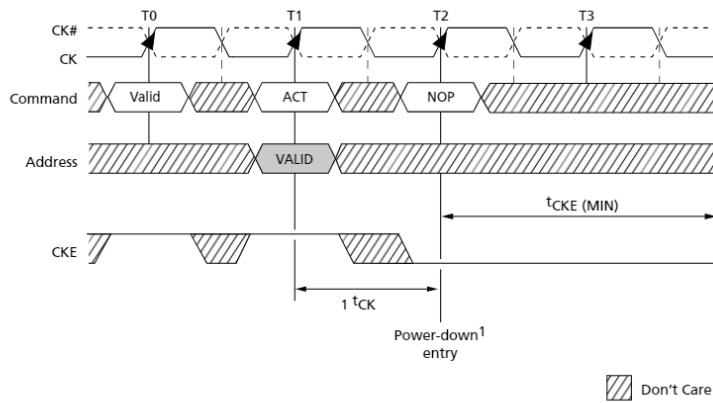 T0 T1 T2 T3
CK#
CK
Command Valid ACT NOP
Address VALID
tCKE (MIN)
CKE
1 tCK
Power-down1
entry
Don't Care